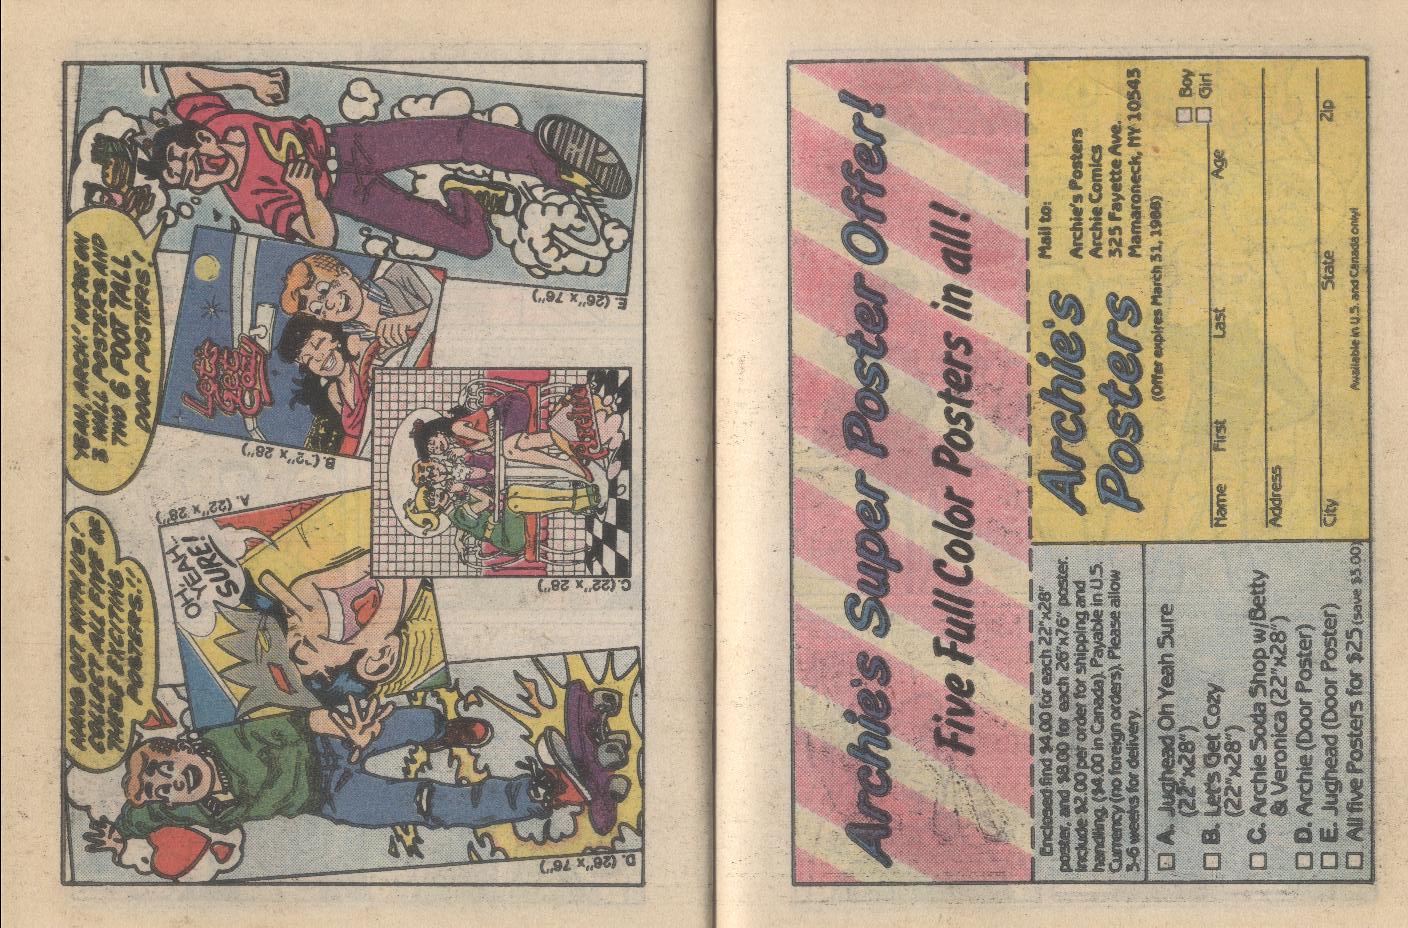 YEAH, ARCH! WE'RE ON
3 WALL POSTERS AND
TWO 6 FOOT TALL
DOOR POSTERS!
HANG OUT WITH US!
COLLECT ALL FIVE OF
THESE EXCITING
POSTERS!!
E. (26" x 76")
Let's
Get
Cozy!
B. (22" x 28")
A. (22" x 28")
OH YEAH..
SURE!
C. (22" x 28")
D. (26" x 76")
S
Archie's Super Poster Offer!
Five Full Color Posters in all!
Archie's
Posters
Mail to:
Archie's Posters
Archie Comics
325 Fayette Ave.
Mamaroneck, NY 10543
(Offer expires March 31, 1986)
Name First Last Age Boy
Girl
Address
City State Zip
Available in U.S. and Canada only!
Enclosed find $4.00 for each 22"x28"
poster, and $8.00 for each 26"x76" poster.
Include $2.00 per order for shipping and
handling. ($4.00 in Canada). Payable in U.S.
Currency (no foreign orders). Please allow
3-6 weeks for delivery.
A. Jughead Oh Yeah Sure
(22"x28")
B. Let's Get Cozy
(22"x28")
C. Archie Soda Shop w/Betty
& Veronica (22"x28")
D. Archie (Door Poster)
E. Jughead (Door Poster)
All five Posters for $25 (save $5.00)